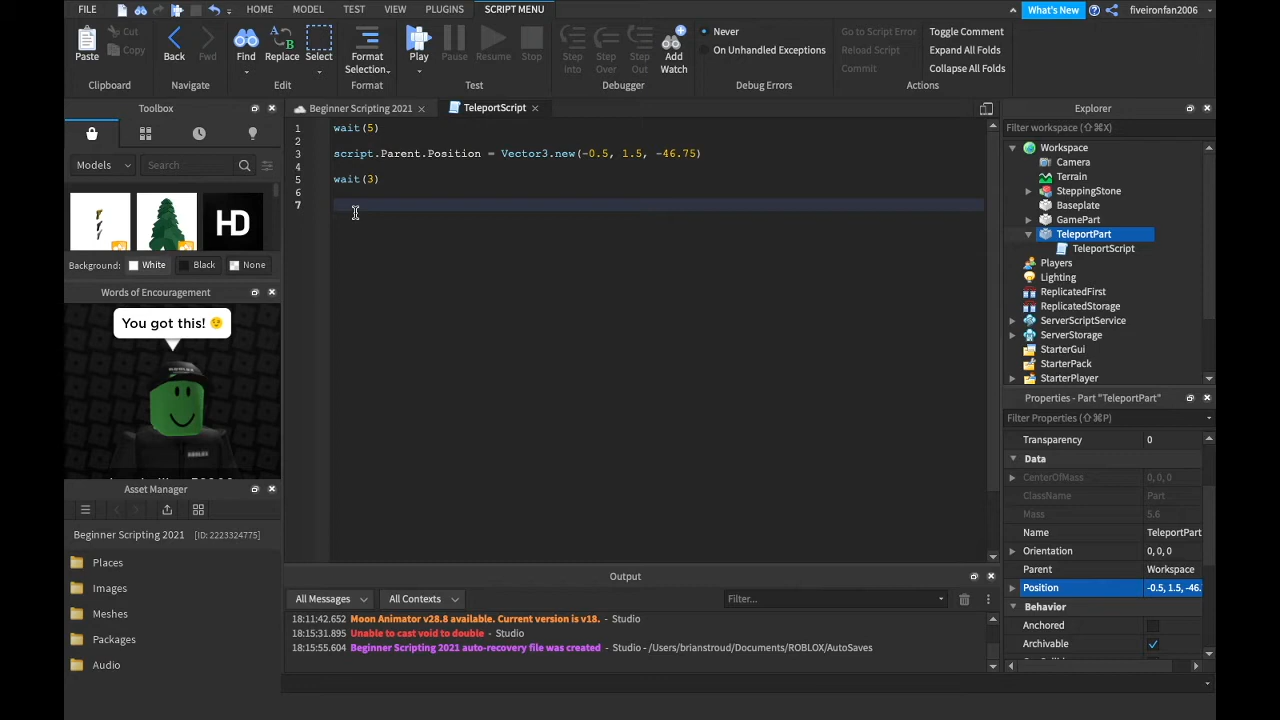 FILE HOME MODEL TEST VIEW PLUGINS SCRIPT MENU What's New fiveironfan2006
Paste Cut Copy Back Fwd Find Replace Select Format Selection Play Pause Resume Stop Step Into Step Over Step Out Add Watch Never On Unhandled Exceptions Go to Script Error Reload Script Commit Toggle Comment Expand All Folds Collapse All Folds
Clipboard Navigate Edit Format Test Debugger Debug Errors Actions
Toolbox
Models Search
HD
Background: White Black None
Words of Encouragement
You got this!
ROBLOX
Asset Manager
Beginner Scripting 2021 [ID: 2223324775]
Places
Images
Meshes
Packages
Audio
Beginner Scripting 2021 TeleportScript
1 wait(5)
2
3 script.Parent.Position = Vector3.new(-0.5, 1.5, -46.75)
4
5 wait(3)
6
7
Output
All Messages All Contexts Filter...
18:11:42.652 Moon Animator v28.8 available. Current version is v18. - Studio
18:15:31.895 Unable to cast void to double - Studio
18:15:55.604 Beginner Scripting 2021 auto-recovery file was created - Studio - /Users/brianstroud/Documents/ROBLOX/AutoSaves
Explorer
Filter workspace (⇧⌘X)
Workspace
Camera
Terrain
SteppingStone
Baseplate
GamePart
TeleportPart
TeleportScript
Players
Lighting
ReplicatedFirst
ReplicatedStorage
ServerScriptService
ServerStorage
StarterGui
StarterPack
StarterPlayer
Properties - Part "TeleportPart"
Filter Properties (⇧⌘P)
Transparency 0
Data
CenterOfMass 0, 0, 0
ClassName Part
Mass 5.6
Name TeleportPart
Orientation 0, 0, 0
Parent Workspace
Position -0.5, 1.5, -46.
Behavior
Anchored
Archivable